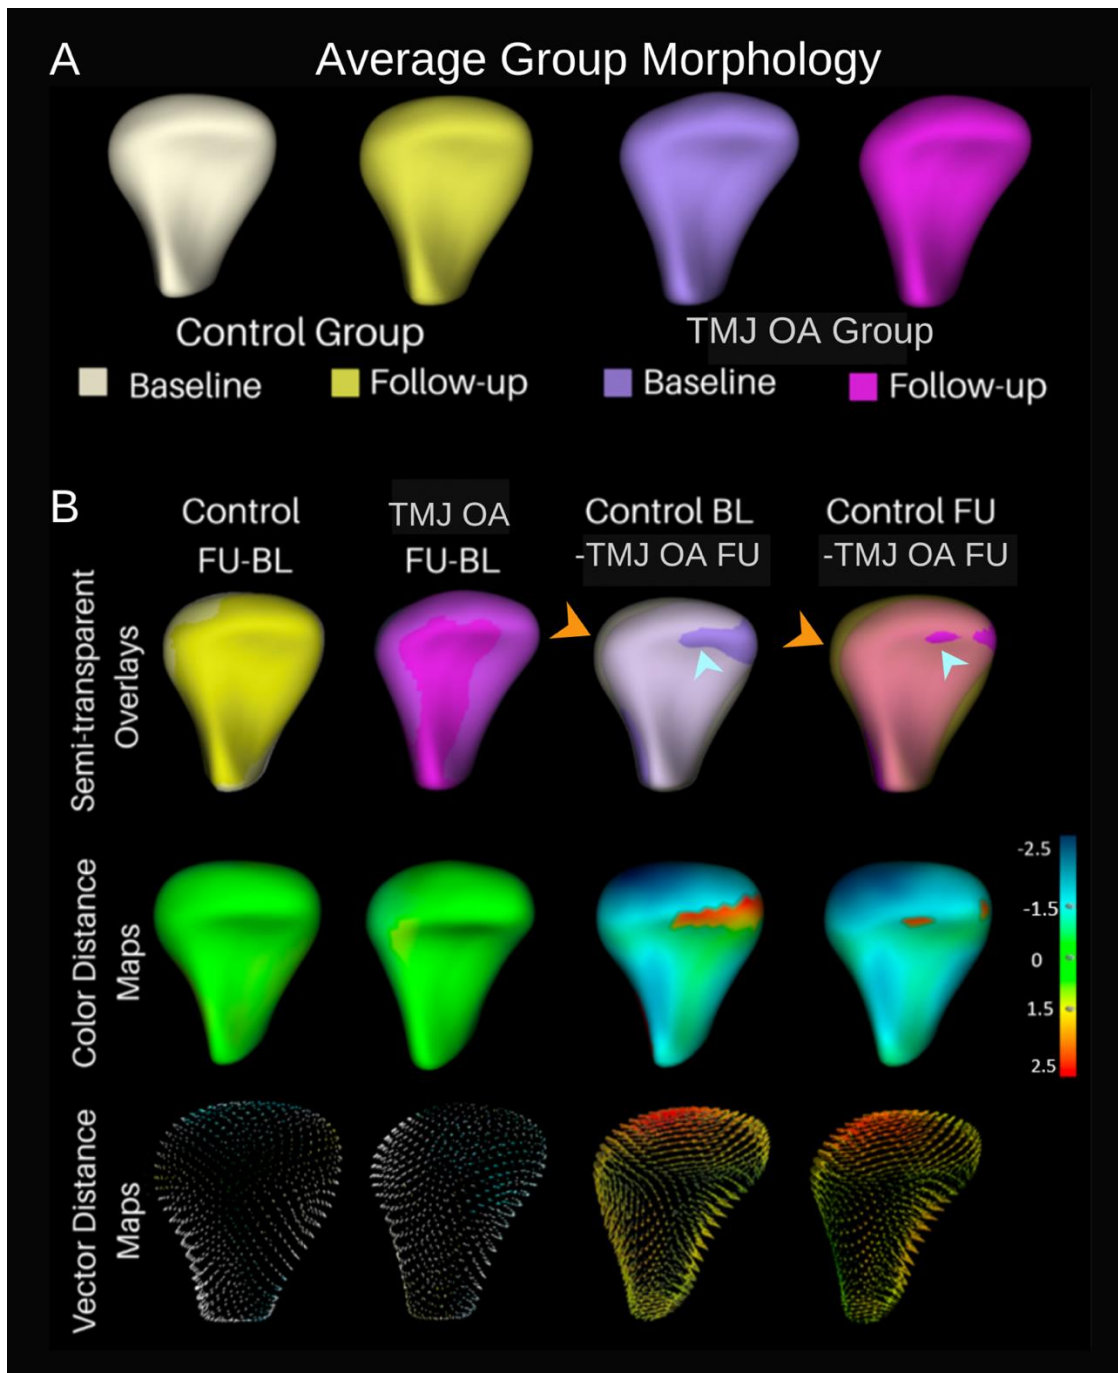 A
Average Group Morphology
Control Group
TMJ OA Group
Baseline
Follow-up
Baseline
Follow-up
B
Control
FU-BL
TMJ OA
FU-BL
Control BL
-TMJ OA FU
Control FU
-TMJ OA FU
Semi-transparent
Overlays
Color Distance
Maps
-2.5
-1.5
0
1.5
2.5
Vector Distance
Maps